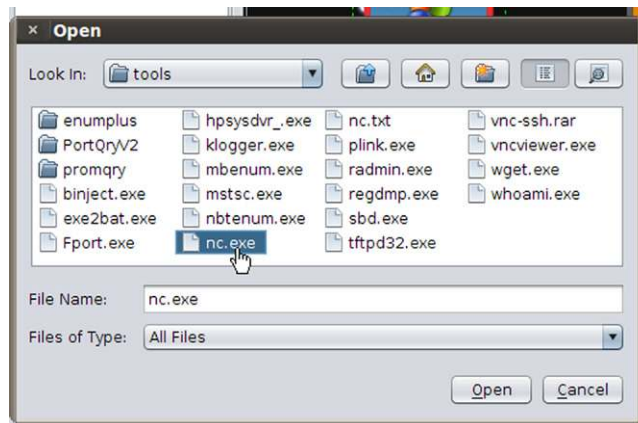 × Open
Look In: tools
enumplus hpsysdvr_.exe nc.txt vnc-ssh.rar
PortQryV2 klogger.exe plink.exe vncviewer.exe
promqry mbenum.exe radmin.exe wget.exe
binject.exe mstsc.exe regdmp.exe whoami.exe
exe2bat.exe nbtenum.exe sbd.exe
Fport.exe nc.exe tftpd32.exe
File Name: nc.exe
Files of Type: All Files
Open Cancel